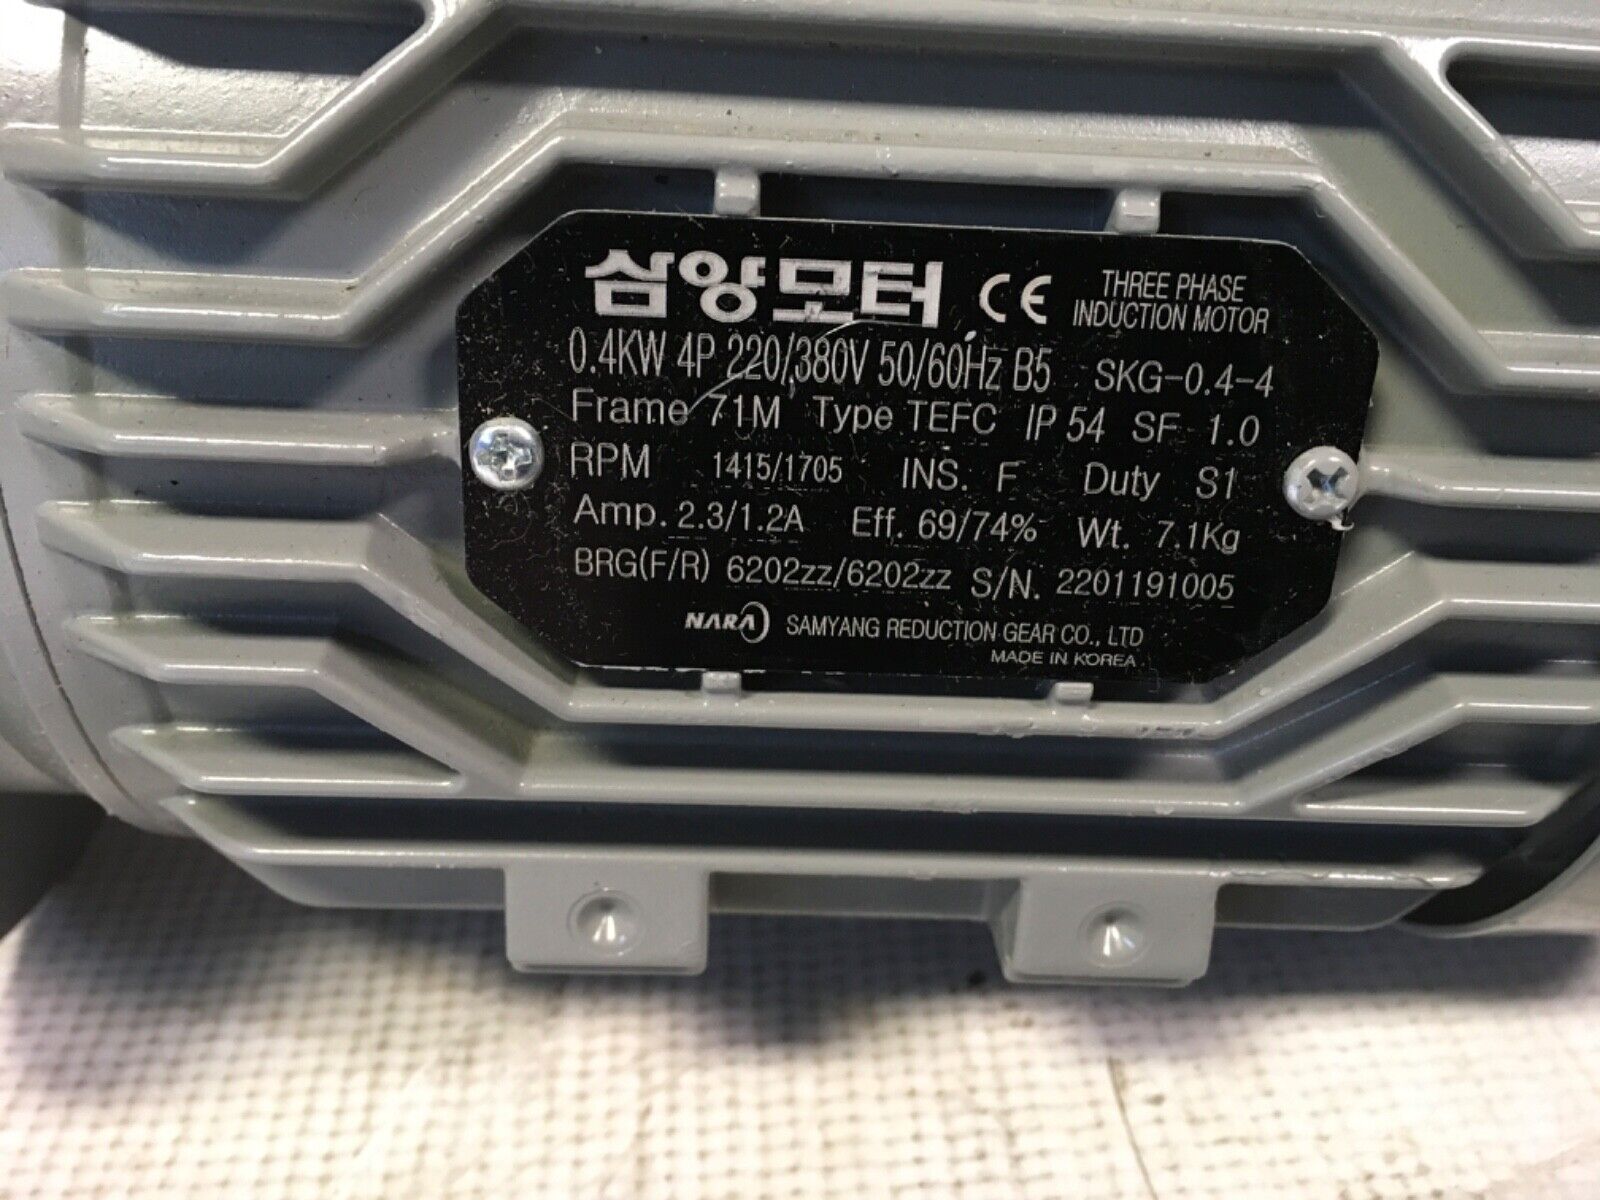 삼양모터 CE THREE PHASE
INDUCTION MOTOR
0.4KW 4P 220/380V 50/60Hz B5 SKG-0.4-4
Frame 71M Type TEFC IP 54 SF 1.0
RPM 1415/1705 INS. F Duty S1
Amp. 2.3/1.2A Eff. 69/74% Wt. 7.1Kg
BRG(F/R) 6202zz/6202zz S/N. 2201191005
NARA SAMYANG REDUCTION GEAR CO., LTD
MADE IN KOREA